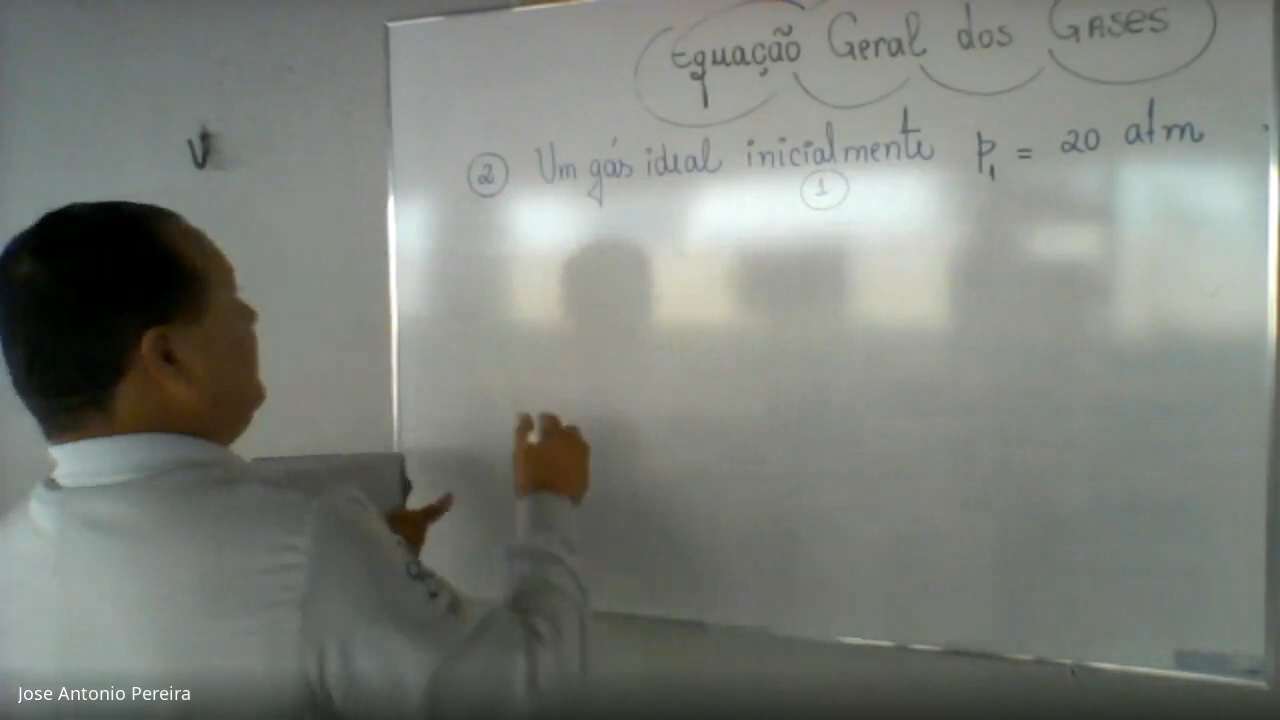 Equação Geral dos GASES
② Um gás ideal inicialmente p₁ = 20 atm
①
V
Jose Antonio Pereira